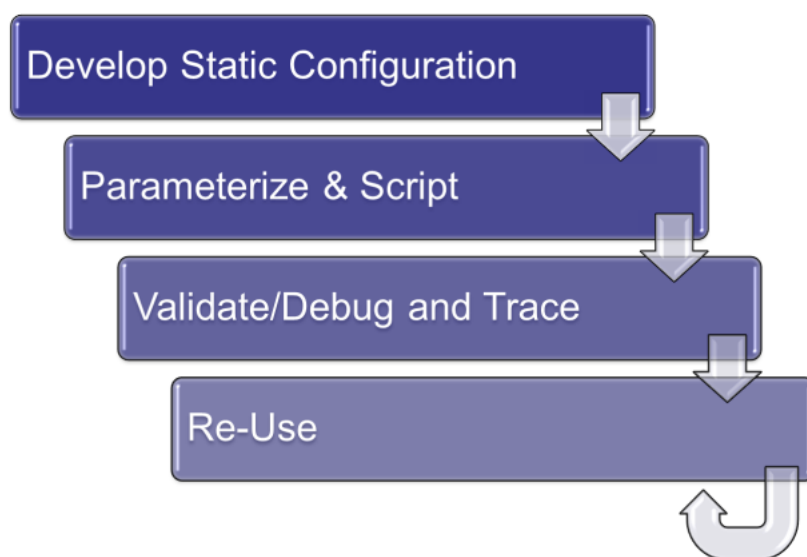 Develop Static Configuration
Parameterize & Script
Validate/Debug and Trace
Re-Use